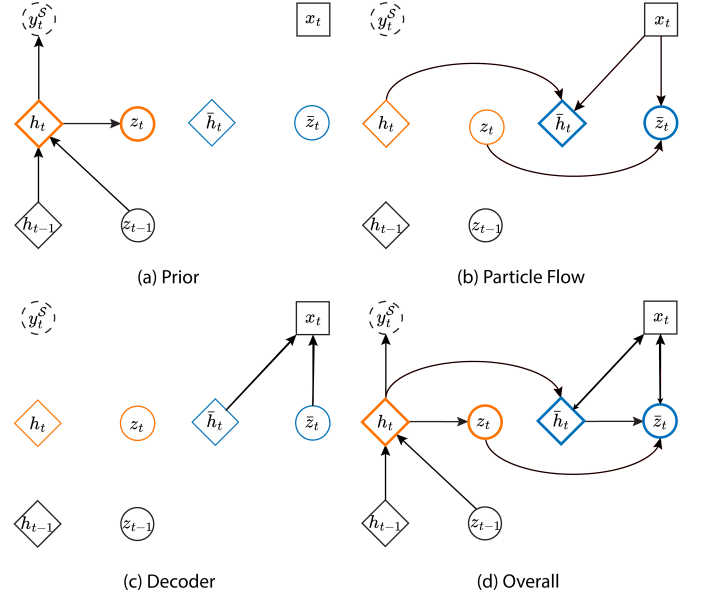 y_t^𝒮̄ x_t y_t^𝒮̄ x_t
h_t z_t h̄_t z̄_t h_t z_t h̄_t z̄_t
h_{t−1} z_{t−1} h_{t−1} z_{t−1}
(a) Prior (b) Particle Flow
y_t^𝒮̄ x_t y_t^𝒮̄ x_t
h_t z_t h̄_t z̄_t h_t z_t h̄_t z̄_t
h_{t−1} z_{t−1} h_{t−1} z_{t−1}
(c) Decoder (d) Overall